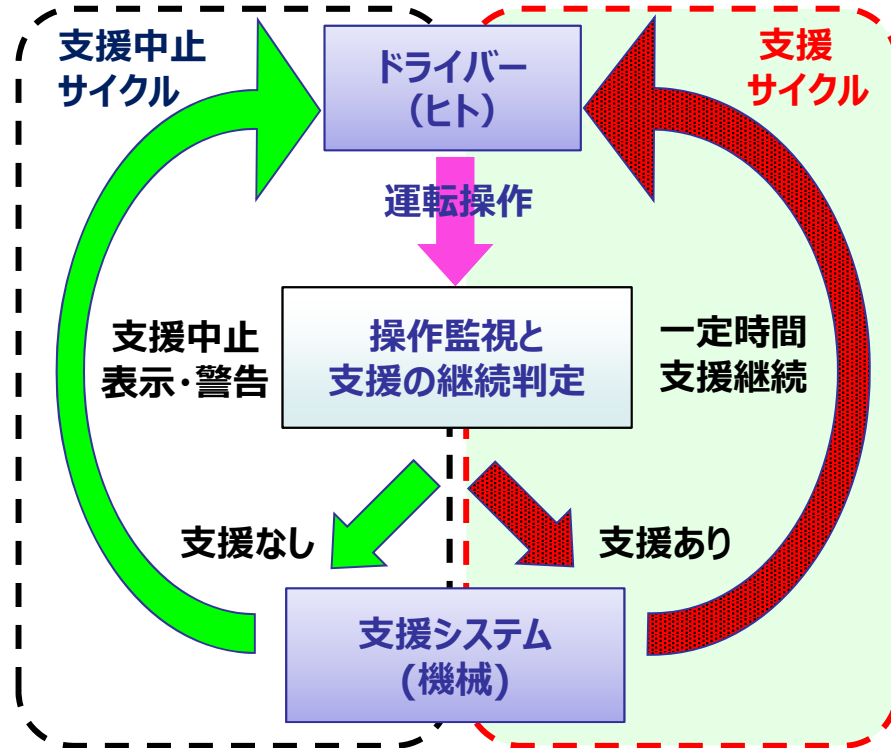 支援中止
サイクル
ドライバー
（ヒト）
支援
サイクル
運転操作
支援中止
表示・警告
操作監視と
支援の継続判定
一定時間
支援継続
支援なし
支援あり
支援システム
(機械)